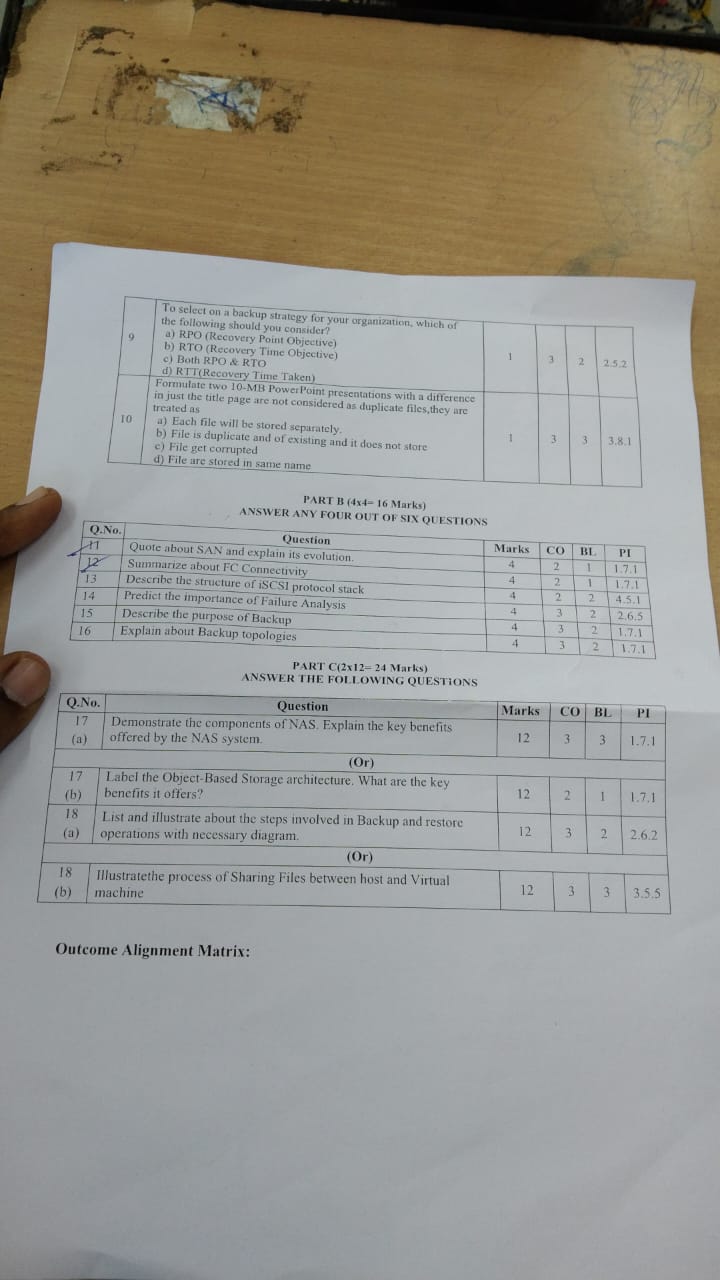 To select on a backup strategy for your organization, which of
the following should you consider?
9
a) RPO (Recovery Point Objective)
b) RTO (Recovery Time Objective)
c) Both RPO & RTO
d) RTT(Recovery Time Taken)
1 3 2 2.5.2
Formulate two 10-MB PowerPoint presentations with a difference
in just the title page are not considered as duplicate files,they are
treated as
10
a) Each file will be stored separately.
b) File is duplicate and of existing and it does not store
c) File get corrupted
d) File are stored in same name
1 3 3 3.8.1
PART B (4x4= 16 Marks)
ANSWER ANY FOUR OUT OF SIX QUESTIONS
Q.No. Question Marks CO BL PI
11 Quote about SAN and explain its evolution. 4 2 1 1.7.1
12 Summarize about FC Connectivity 4 2 1 1.7.1
13 Describe the structure of iSCSI protocol stack 4 2 2 4.5.1
14 Predict the importance of Failure Analysis 4 3 2 2.6.5
15 Describe the purpose of Backup 4 3 2 1.7.1
16 Explain about Backup topologies 4 3 2 1.7.1
PART C(2x12= 24 Marks)
ANSWER THE FOLLOWING QUESTIONS
Q.No. Question Marks CO BL PI
17 Demonstrate the components of NAS. Explain the key benefits
(a) offered by the NAS system. 12 3 3 1.7.1
(Or)
17 Label the Object-Based Storage architecture. What are the key
(b) benefits it offers? 12 2 1 1.7.1
18 List and illustrate about the steps involved in Backup and restore
(a) operations with necessary diagram. 12 3 2 2.6.2
(Or)
18 Illustratethe process of Sharing Files between host and Virtual
(b) machine 12 3 3 3.5.5
Outcome Alignment Matrix: